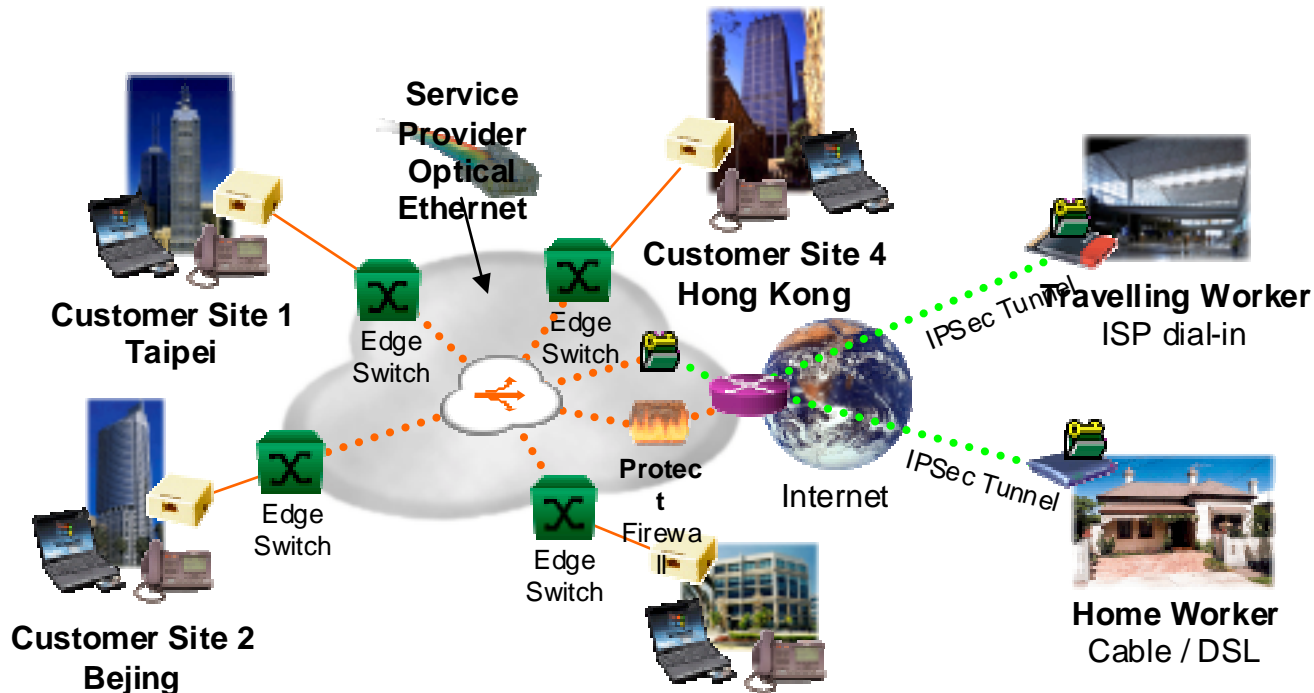 Service
Provider
Optical
Ethernet
Customer Site 1
Taipei
Edge
Switch
Customer Site 4
Hong Kong
Edge
Switch
IPSec Tunnel
Travelling Worker
ISP dial-in
Customer Site 2
Bejing
Edge
Switch
Edge
Switch
Protec
t
Firewa
ll
Internet
IPSec Tunnel
Home Worker
Cable / DSL